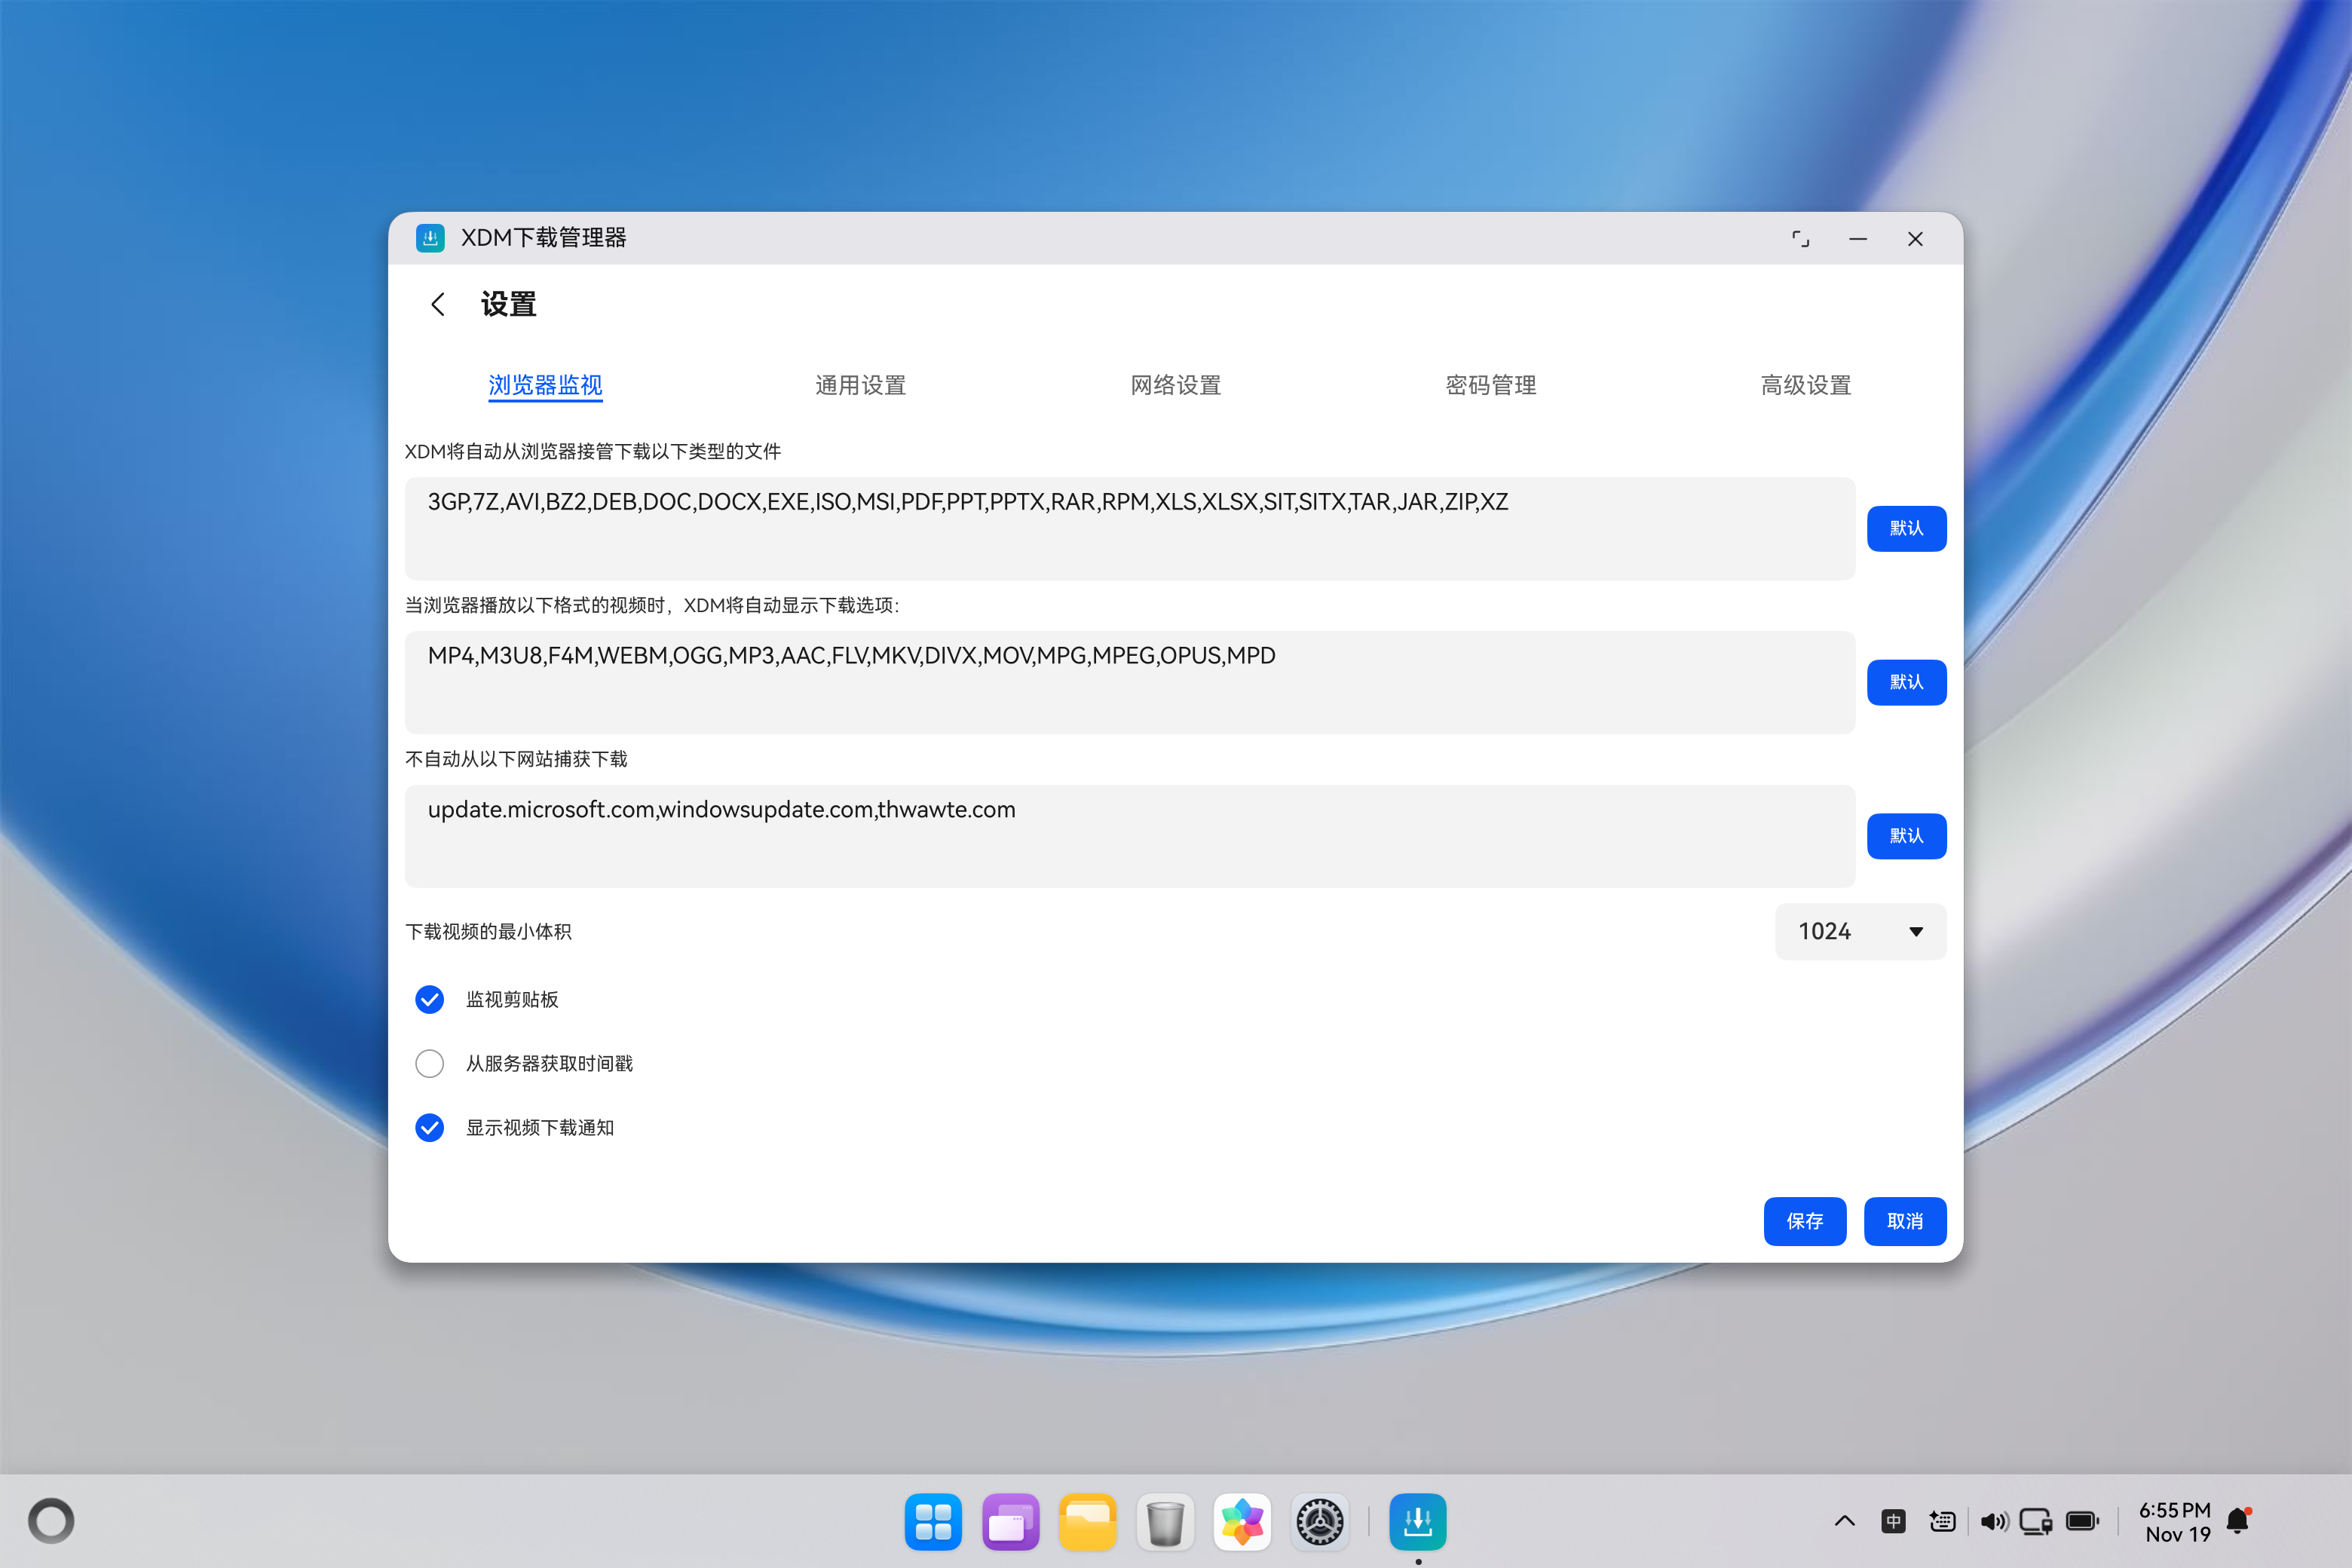 XDM下载管理器
设置
浏览器监视 通用设置 网络设置 密码管理 高级设置
XDM将自动从浏览器接管下载以下类型的文件
3GP,7Z,AVI,BZ2,DEB,DOC,DOCX,EXE,ISO,MSI,PDF,PPT,PPTX,RAR,RPM,XLS,XLSX,SIT,SITX,TAR,JAR,ZIP,XZ
默认
当浏览器播放以下格式的视频时，XDM将自动显示下载选项：
MP4,M3U8,F4M,WEBM,OGG,MP3,AAC,FLV,MKV,DIVX,MOV,MPG,MPEG,OPUS,MPD
默认
不自动从以下网站捕获下载
update.microsoft.com,windowsupdate.com,thwawte.com
默认
下载视频的最小体积 1024
监视剪贴板
从服务器获取时间戳
显示视频下载通知
保存 取消
中
6:55 PM
Nov 19